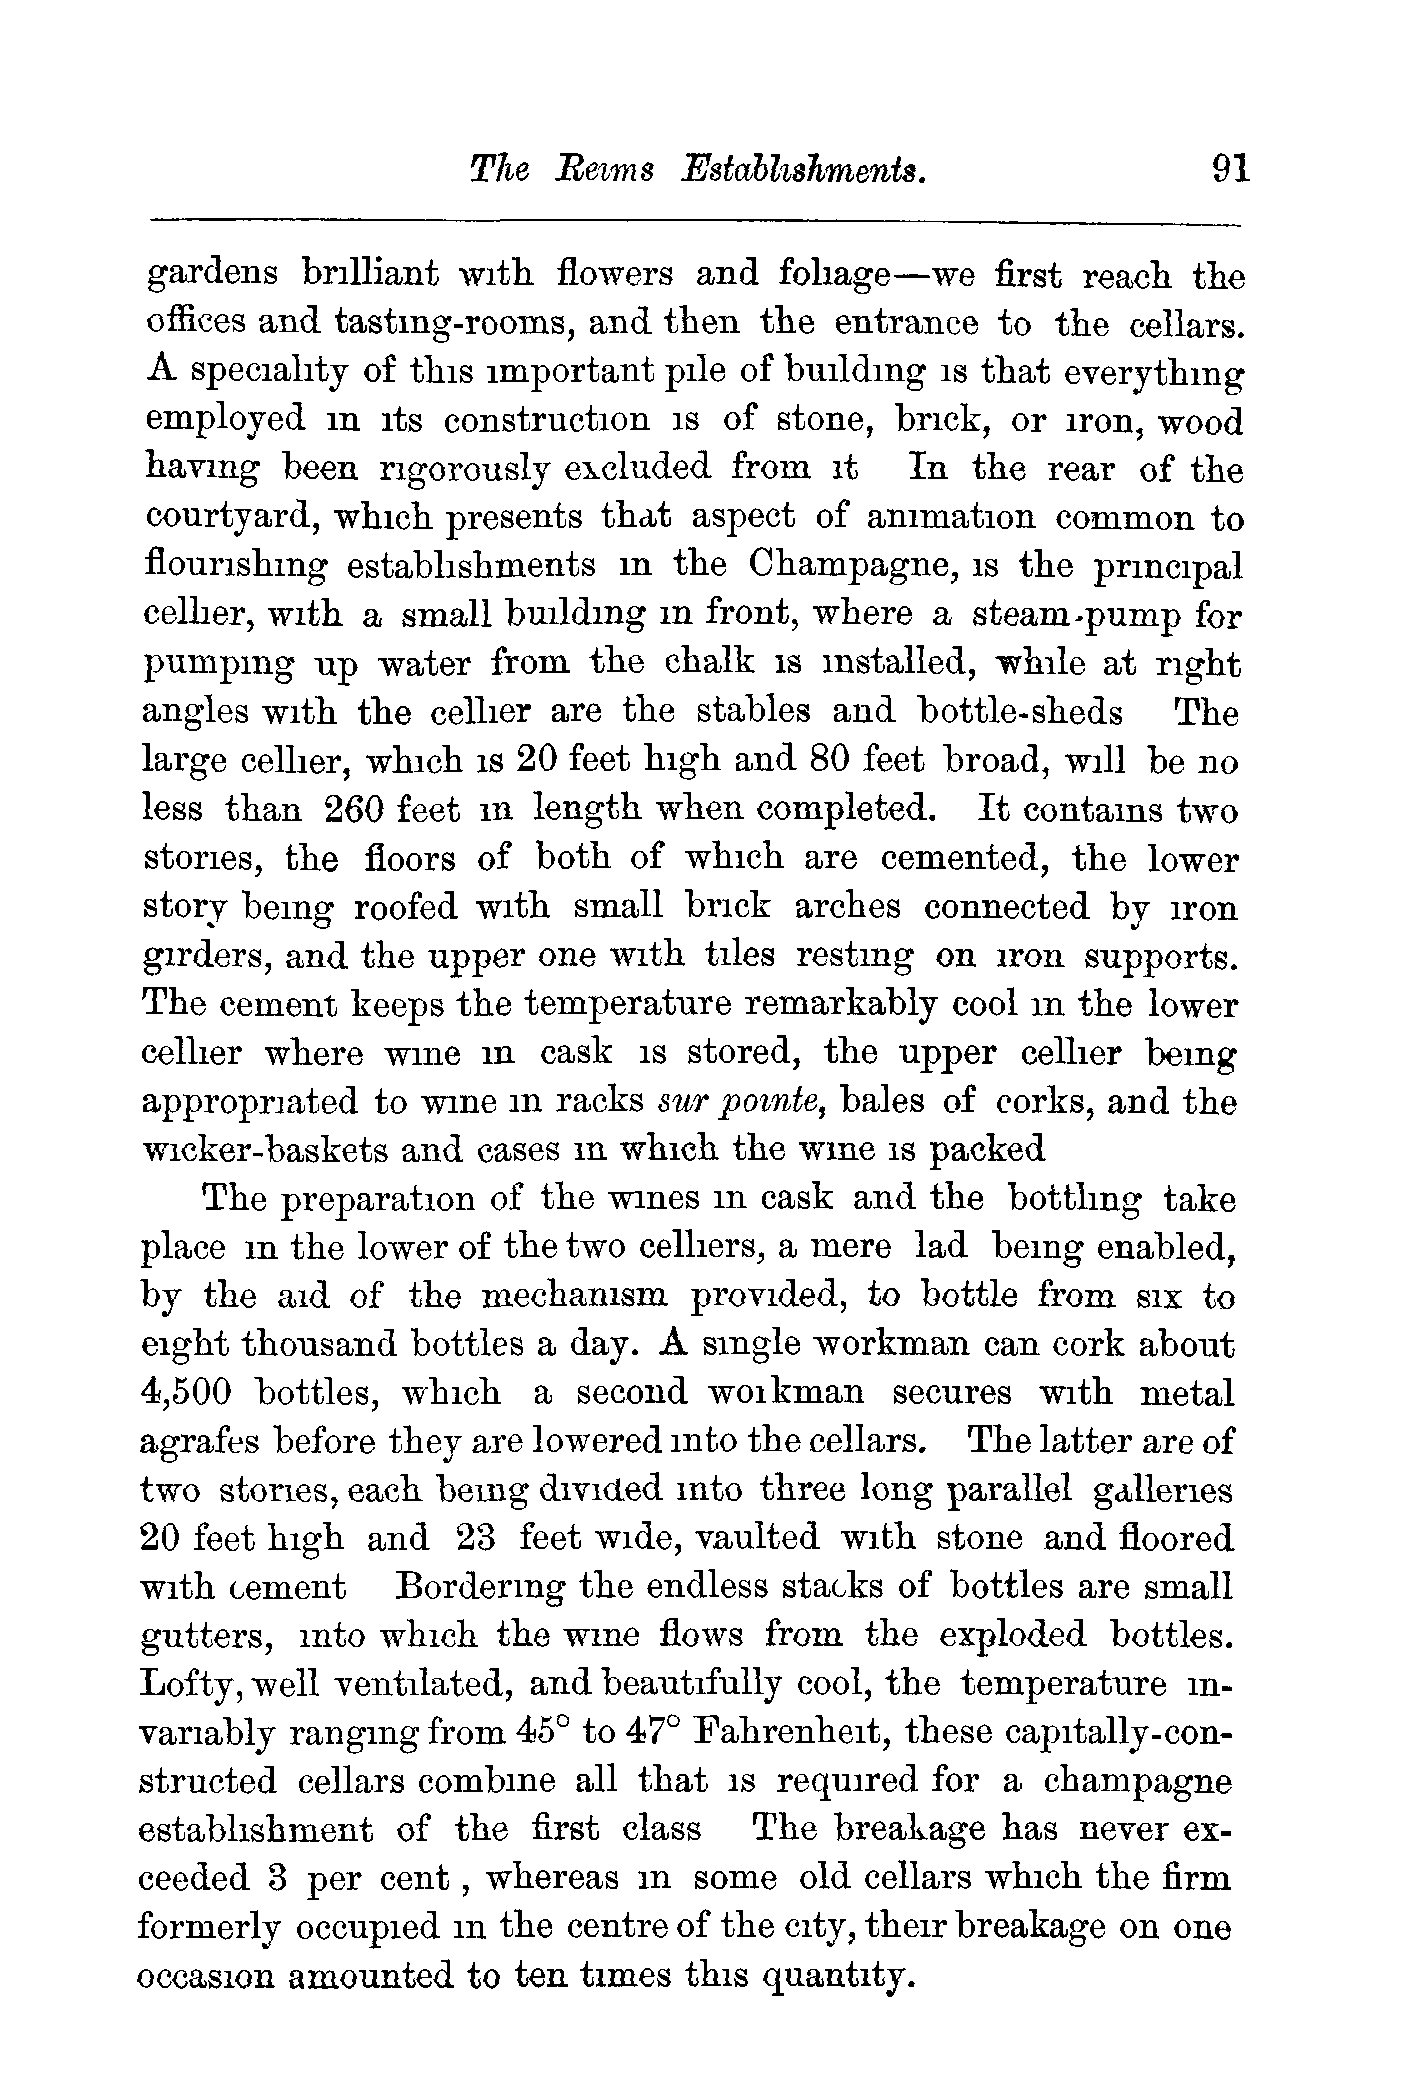 The Reims Establishments. 91
gardens brilliant with flowers and foliage—we first reach the
offices and tasting-rooms, and then the entrance to the cellars.
A speciality of this important pile of building is that everything
employed in its construction is of stone, brick, or iron, wood
having been rigorously excluded from it In the rear of the
courtyard, which presents that aspect of animation common to
flourishing establishments in the Champagne, is the principal
cellier, with a small building in front, where a steam-pump for
pumping up water from the chalk is installed, while at right
angles with the cellier are the stables and bottle-sheds The
large cellier, which is 20 feet high and 80 feet broad, will be no
less than 260 feet in length when completed. It contains two
stories, the floors of both of which are cemented, the lower
story being roofed with small brick arches connected by iron
girders, and the upper one with tiles resting on iron supports.
The cement keeps the temperature remarkably cool in the lower
cellier where wine in cask is stored, the upper cellier being
appropriated to wine in racks sur pointe, bales of corks, and the
wicker-baskets and cases in which the wine is packed
The preparation of the wines in cask and the bottling take
place in the lower of the two celliers, a mere lad being enabled,
by the aid of the mechanism provided, to bottle from six to
eight thousand bottles a day. A single workman can cork about
4,500 bottles, which a second workman secures with metal
agrafes before they are lowered into the cellars. The latter are of
two stories, each being divided into three long parallel galleries
20 feet high and 23 feet wide, vaulted with stone and floored
with cement Bordering the endless stacks of bottles are small
gutters, into which the wine flows from the exploded bottles.
Lofty, well ventilated, and beautifully cool, the temperature in-
variably ranging from 45° to 47° Fahrenheit, these capitally-con-
structed cellars combine all that is required for a champagne
establishment of the first class The breakage has never ex-
ceeded 3 per cent , whereas in some old cellars which the firm
formerly occupied in the centre of the city, their breakage on one
occasion amounted to ten times this quantity.